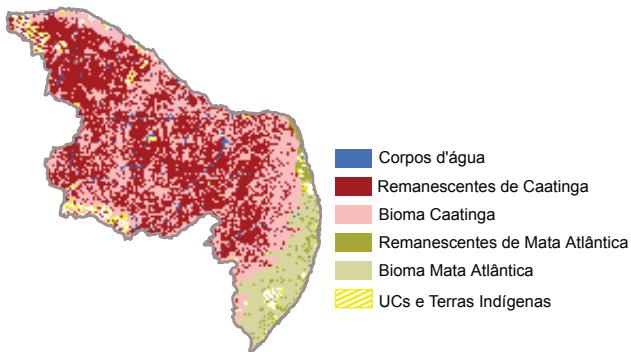 Corpos d'água
Remanescentes de Caatinga
Bioma Caatinga
Remanescentes de Mata Atlântica
Bioma Mata Atlântica
UCs e Terras Indígenas